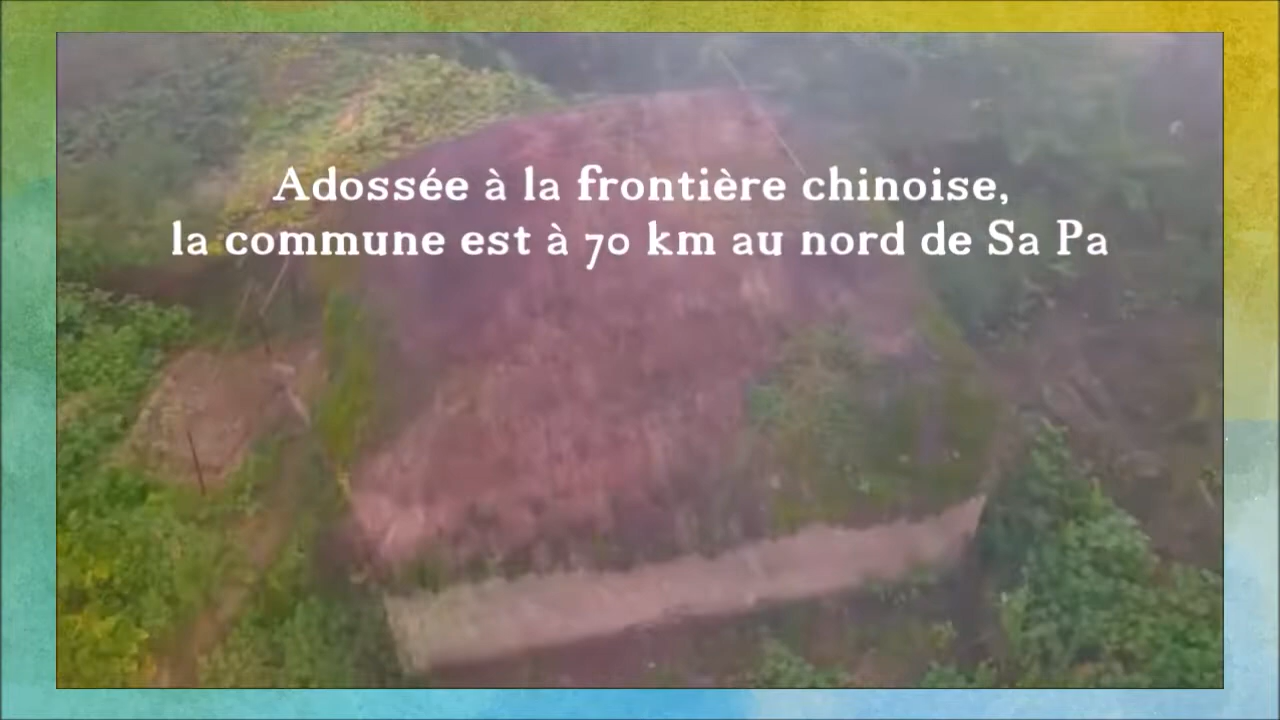 Adossée à la frontière chinoise,
la commune est à 70 km au nord de Sa Pa